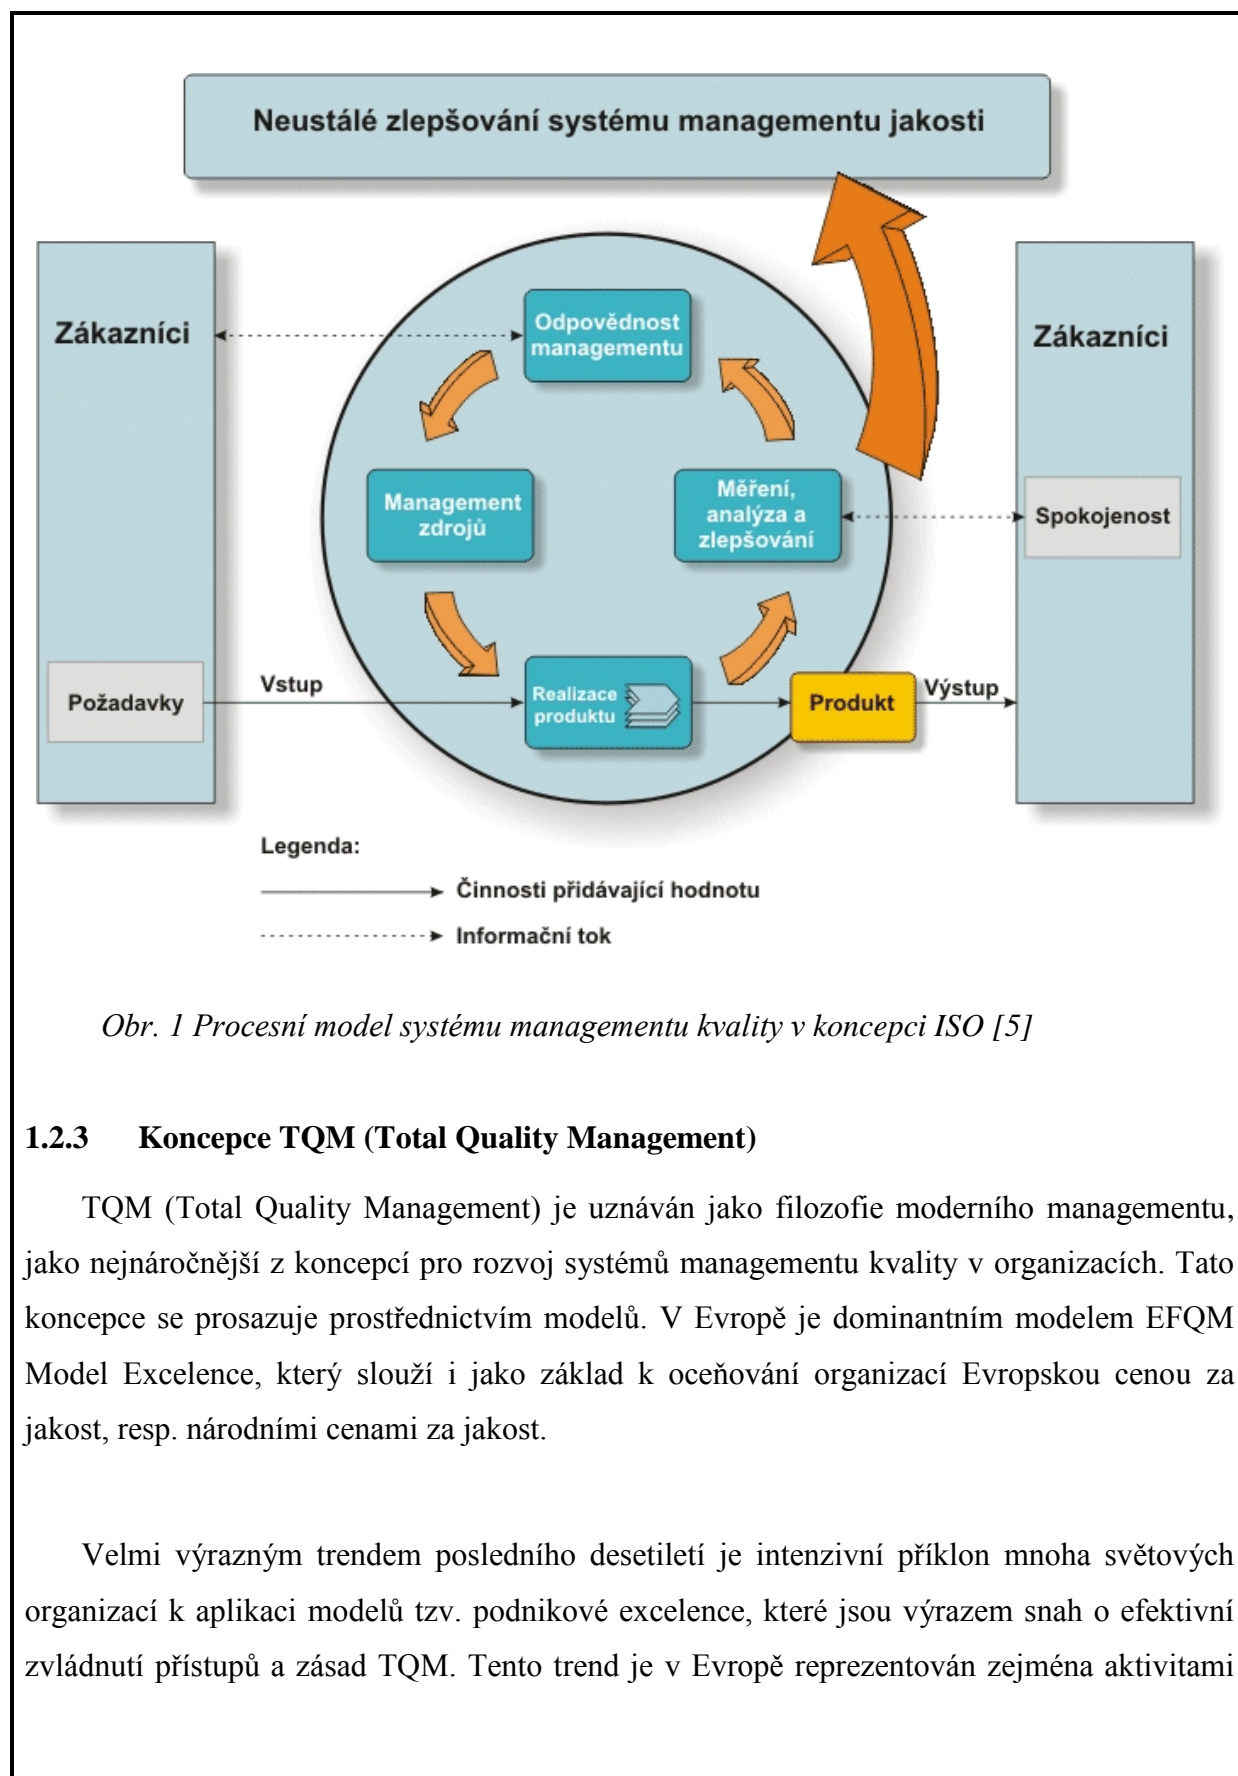 Neustálé zlepšování systému managementu jakosti
Zákazníci
Odpovědnost
managementu
Zákazníci
Management
zdrojů
Měření,
analýza a
zlepšování
Spokojenost
Požadavky
Vstup
Realizace
produktu
Produkt
Výstup
Legenda:
Činnosti přidávající hodnotu
Informační tok
Obr. 1 Procesní model systému managementu kvality v koncepci ISO [5]
1.2.3 Koncepce TQM (Total Quality Management)
TQM (Total Quality Management) je uznáván jako filozofie moderního managementu,
jako nejnáročnější z koncepcí pro rozvoj systémů managementu kvality v organizacích. Tato
koncepce se prosazuje prostřednictvím modelů. V Evropě je dominantním modelem EFQM
Model Excelence, který slouží i jako základ k oceňování organizací Evropskou cenou za
jakost, resp. národními cenami za jakost.
Velmi výrazným trendem posledního desetiletí je intenzivní příklon mnoha světových
organizací k aplikaci modelů tzv. podnikové excelence, které jsou výrazem snah o efektivní
zvládnutí přístupů a zásad TQM. Tento trend je v Evropě reprezentován zejména aktivitami